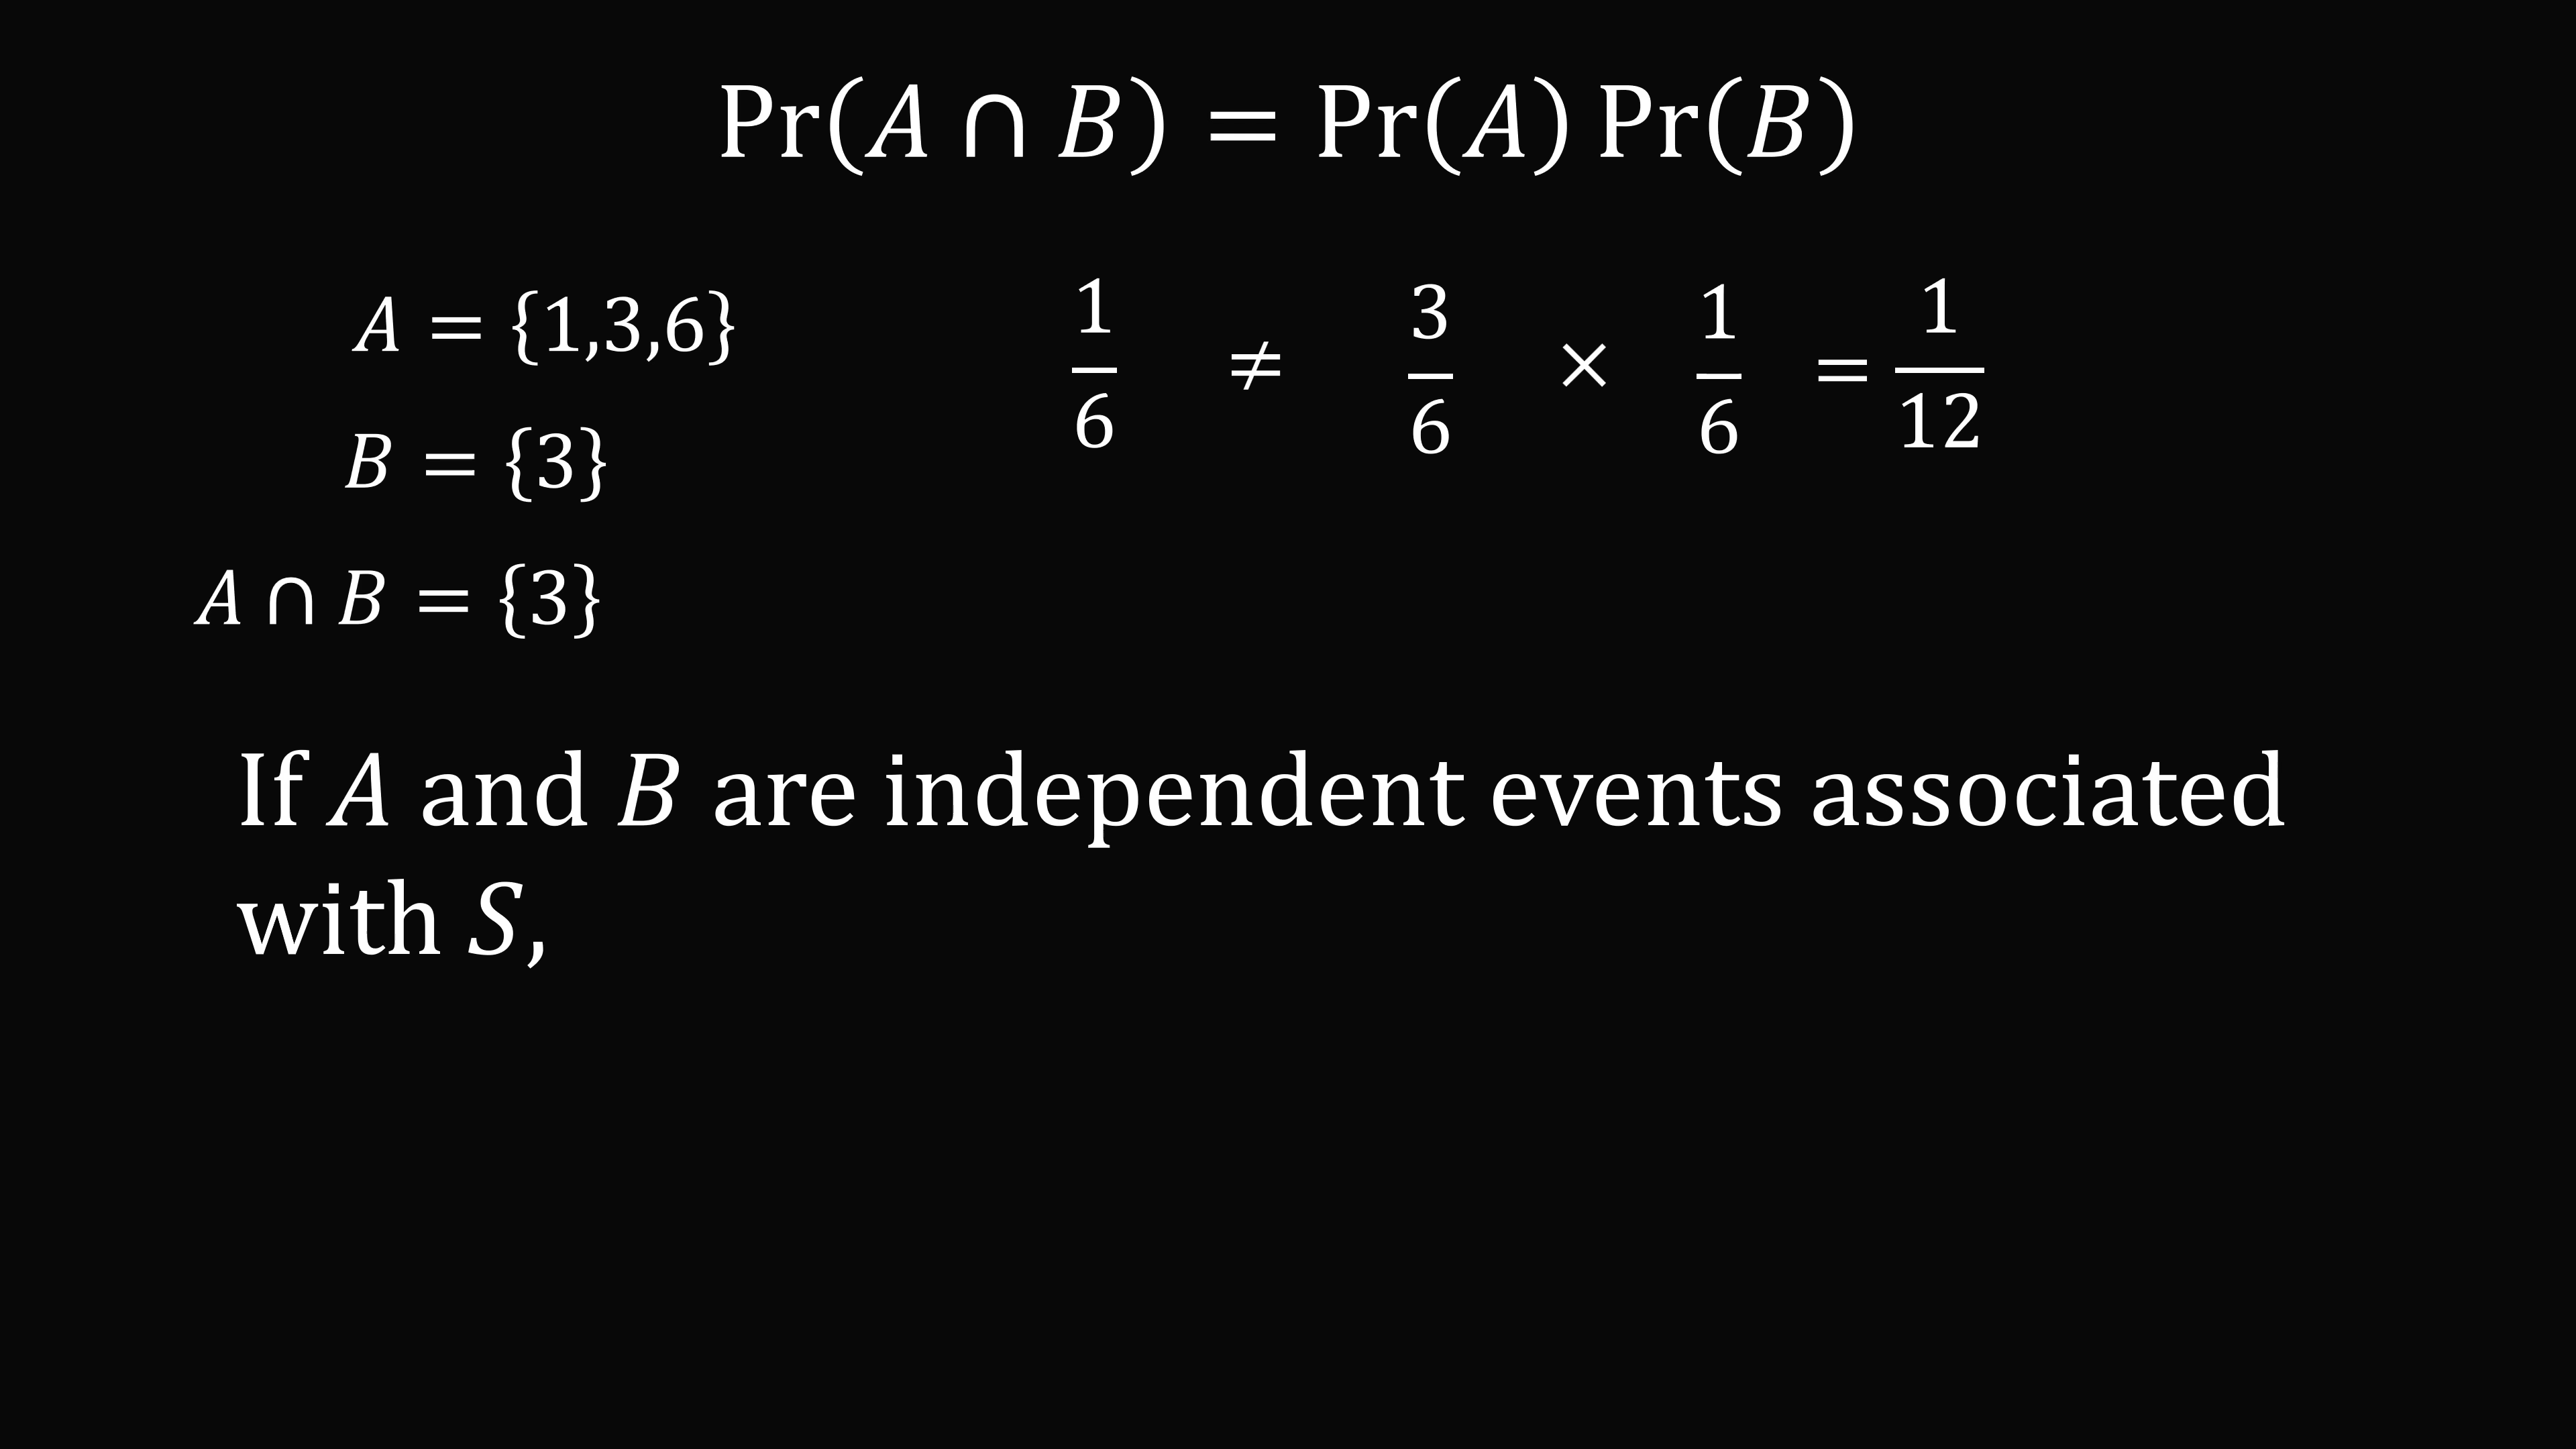 Pr(A ∩ B) = Pr(A) Pr(B)
A = {1,3,6}
1/6 ≠ 3/6 × 1/6 = 1/12
B = {3}
A ∩ B = {3}
If A and B are independent events associated
with S,